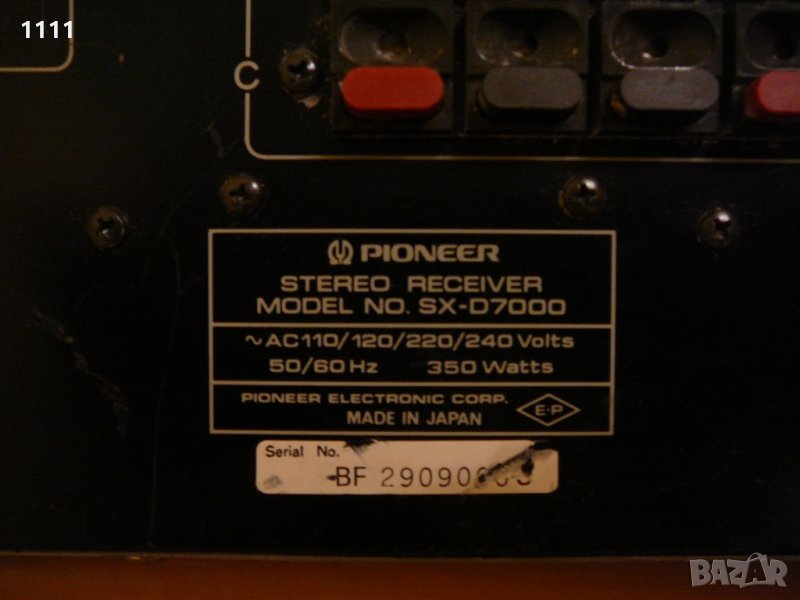 1111
C
PIONEER
STEREO RECEIVER
MODEL NO. SX-D7000
~AC110/120/220/240 Volts
50/60 Hz 350 Watts
PIONEER ELECTRONIC CORP.
MADE IN JAPAN
E-P
Serial No.
BF
BAZAR